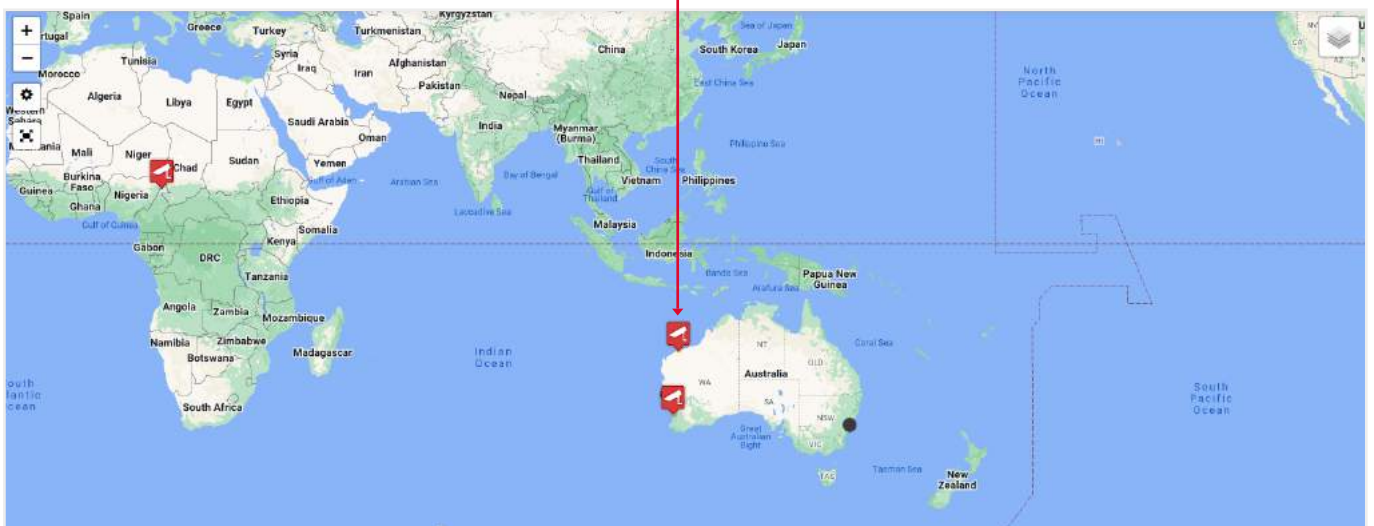 Spain
rtugal
Greece
Turkey
Turkmenistan
Kyrgyzstan
Sea of Japan
South Korea
Japan
China
Tunisia
Syria
Iraq
Iran
Afghanistan
Morocco
Pakistan
East China Sea
North
Pacific
Ocean
Algeria
Libya
Egypt
Nepal
Western
Sahara
Saudi Arabia
India
Myanmar
(Burma)
Oman
Philippine Sea
HI
Mali
Niger
Chad
Sudan
Yemen
Thailand
South
China Sea
Burkina
Faso
Gulf of Aden
Arabian Sea
Bay of Bengal
Vietnam
Philippines
Guinea
Nigeria
Ethiopia
Gulf of
Thailand
Ghana
Laccadive Sea
Gulf of Guinea
Somalia
Malaysia
Gabon
Kenya
DRC
Indonesia
Tanzania
Banda Sea
Papua New
Guinea
Arafura Sea
Angola
Zambia
Mozambique
Namibia
Zimbabwe
Madagascar
Indian
Ocean
NT
Coral Sea
Botswana
QLD
Australia
WA
South
Pacific
Ocean
South Africa
SA
NSW
Great
Australian
Bight
VIC
Tasman Sea
TAS
New
Zealand